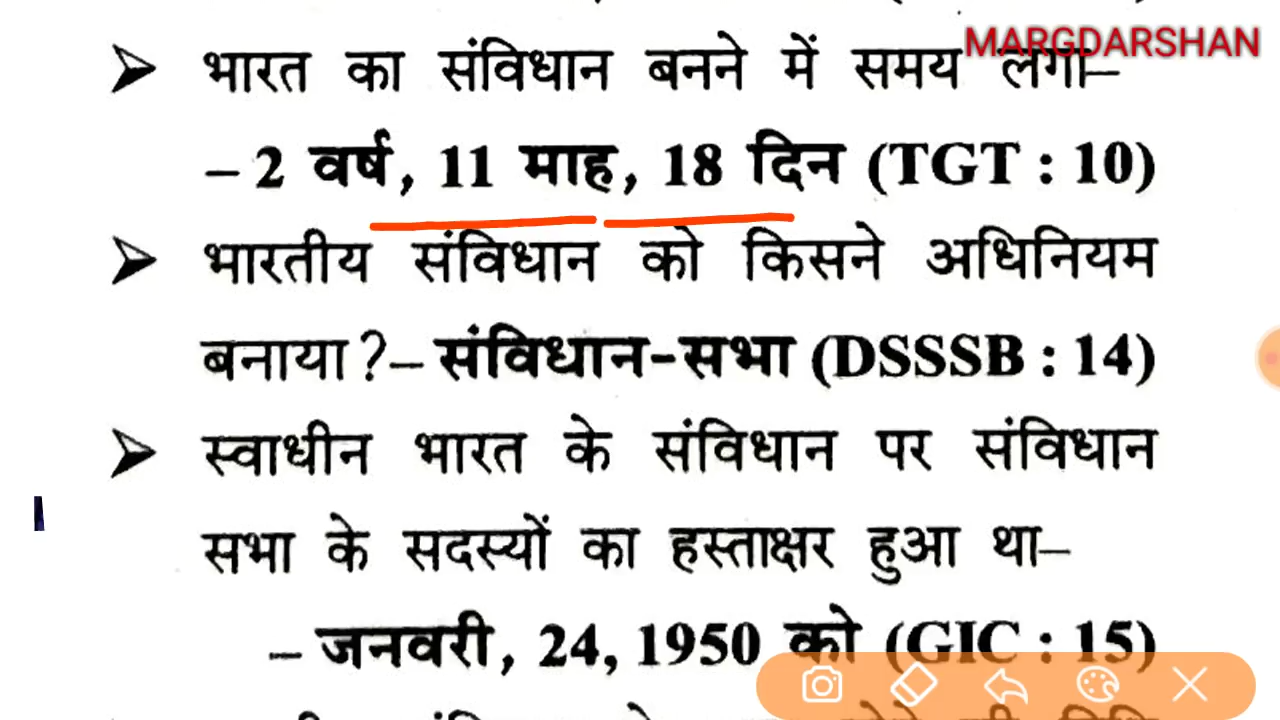 MARGDARSHAN
➢ भारत का संविधान बनने में समय लगा–
– 2 वर्ष, 11 माह, 18 दिन (TGT : 10)
➢ भारतीय संविधान को किसने अधिनियम
बनाया?– संविधान-सभा (DSSSB : 14)
➢ स्वाधीन भारत के संविधान पर संविधान
सभा के सदस्यों का हस्ताक्षर हुआ था–
– जनवरी, 24, 1950 को (GIC : 15)